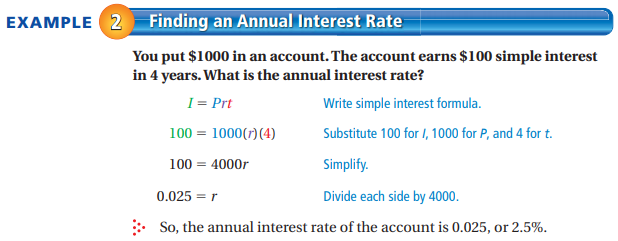 EXAMPLE 2 Finding an Annual Interest Rate
You put $1000 in an account. The account earns $100 simple interest
in 4 years. What is the annual interest rate?
I = Prt Write simple interest formula.
100 = 1000(r)(4) Substitute 100 for I, 1000 for P, and 4 for t.
100 = 4000r Simplify.
0.025 = r Divide each side by 4000.
So, the annual interest rate of the account is 0.025, or 2.5%.